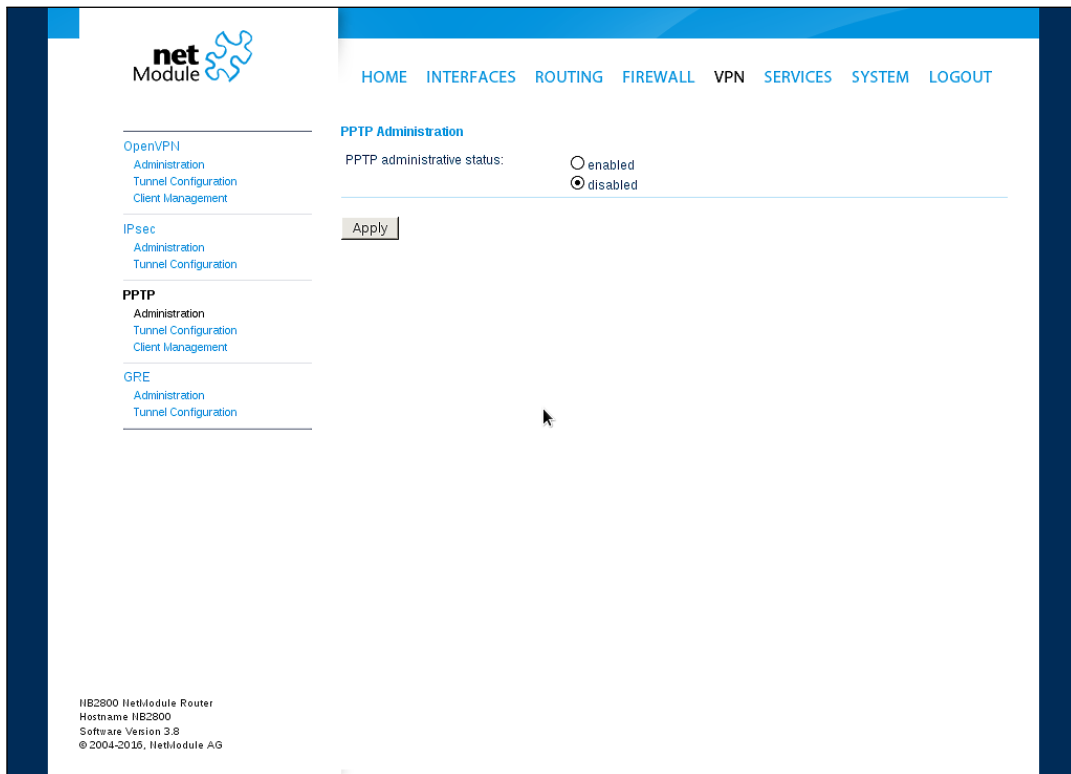 net
Module
HOME INTERFACES ROUTING FIREWALL VPN SERVICES SYSTEM LOGOUT
OpenVPN
Administration
Tunnel Configuration
Client Management
IPsec
Administration
Tunnel Configuration
PPTP
Administration
Tunnel Configuration
Client Management
GRE
Administration
Tunnel Configuration
PPTP Administration
PPTP administrative status:
enabled
disabled
Apply
NB2800 NetModule Router
Hostname NB2800
Software Version 3.8
© 2004-2016, NetModule AG